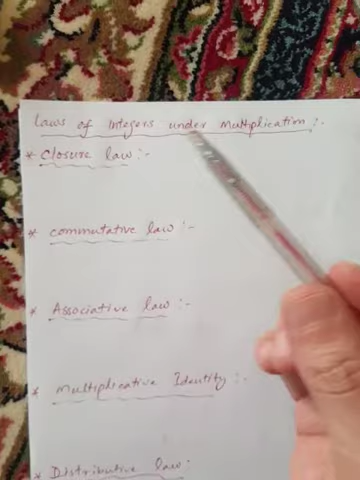 Laws of Integers under Multiplication :-
* Closure law :-
* Commutative law :-
* Associative law :-
* Multiplicative Identity :-
* Distributive law :